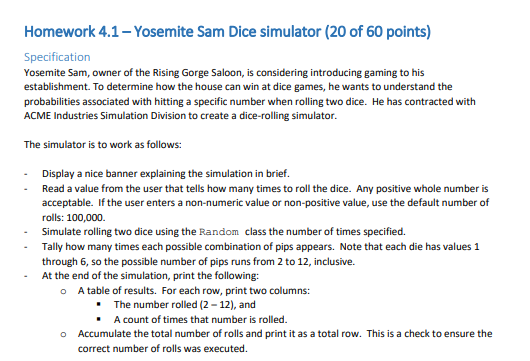 Homework 4.1 – Yosemite Sam Dice simulator (20 of 60 points)
Specification
Yosemite Sam, owner of the Rising Gorge Saloon, is considering introducing gaming to his
establishment. To determine how the house can win at dice games, he wants to understand the
probabilities associated with hitting a specific number when rolling two dice. He has contracted with
ACME Industries Simulation Division to create a dice-rolling simulator.
The simulator is to work as follows:
- Display a nice banner explaining the simulation in brief.
- Read a value from the user that tells how many times to roll the dice. Any positive whole number is
acceptable. If the user enters a non-numeric value or non-positive value, use the default number of
rolls: 100,000.
- Simulate rolling two dice using the Random class the number of times specified.
- Tally how many times each possible combination of pips appears. Note that each die has values 1
through 6, so the possible number of pips runs from 2 to 12, inclusive.
- At the end of the simulation, print the following:
o A table of results. For each row, print two columns:
▪ The number rolled (2 – 12), and
▪ A count of times that number is rolled.
o Accumulate the total number of rolls and print it as a total row. This is a check to ensure the
correct number of rolls was executed.